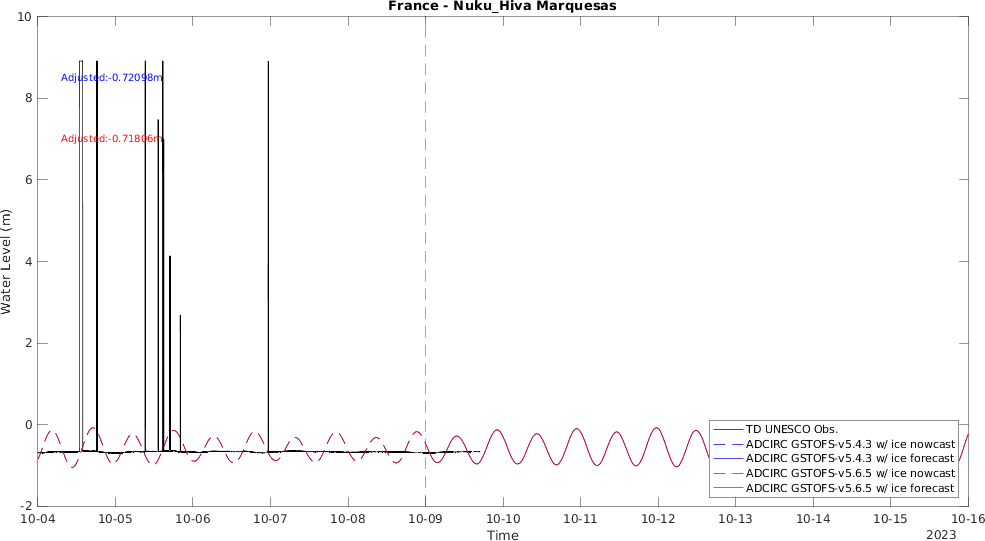 France - Nuku_Hiva Marquesas
10
8
6
4
2
0
-2
Water Level (m)
Adjusted:-0.72098m
Adjusted:-0.71806m
TD UNESCO Obs.
ADCIRC GSTOFS-v5.4.3 w/ ice nowcast
ADCIRC GSTOFS-v5.4.3 w/ ice forecast
ADCIRC GSTOFS-v5.6.5 w/ ice nowcast
ADCIRC GSTOFS-v5.6.5 w/ ice forecast
10-04 10-05 10-06 10-07 10-08 10-09 10-10 10-11 10-12 10-13 10-14 10-15 10-16
Time
2023